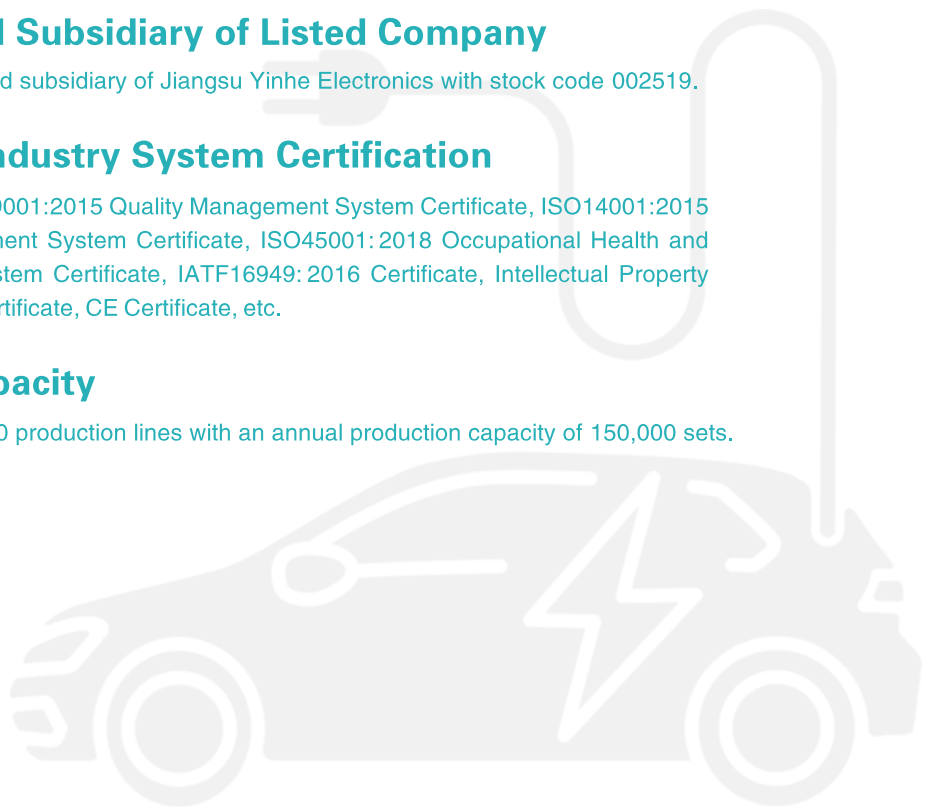 Subsidiary of Listed Company
d subsidiary of Jiangsu Yinhe Electronics with stock code 002519.
ndustry System Certification
9001:2015 Quality Management System Certificate, ISO14001:2015
nent System Certificate, ISO45001: 2018 Occupational Health and
stem Certificate, IATF16949: 2016 Certificate, Intellectual Property
rtificate, CE Certificate, etc.
pacity
0 production lines with an annual production capacity of 150,000 sets.